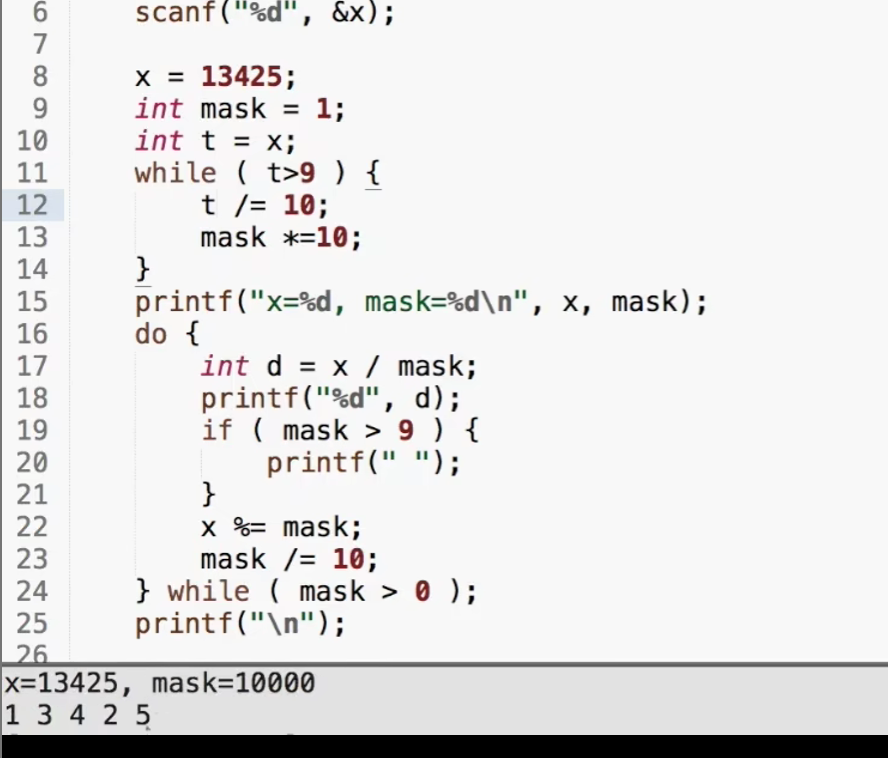 6 scanf("%d", &x);
7
8 x = 13425;
9 int mask = 1;
10 int t = x;
11 while ( t>9 ) {
12 t /= 10;
13 mask *=10;
14 }
15 printf("x=%d, mask=%d\n", x, mask);
16 do {
17 int d = x / mask;
18 printf("%d", d);
19 if ( mask > 9 ) {
20 printf(" ");
21 }
22 x %= mask;
23 mask /= 10;
24 } while ( mask > 0 );
25 printf("\n");
26
x=13425, mask=10000
1 3 4 2 5